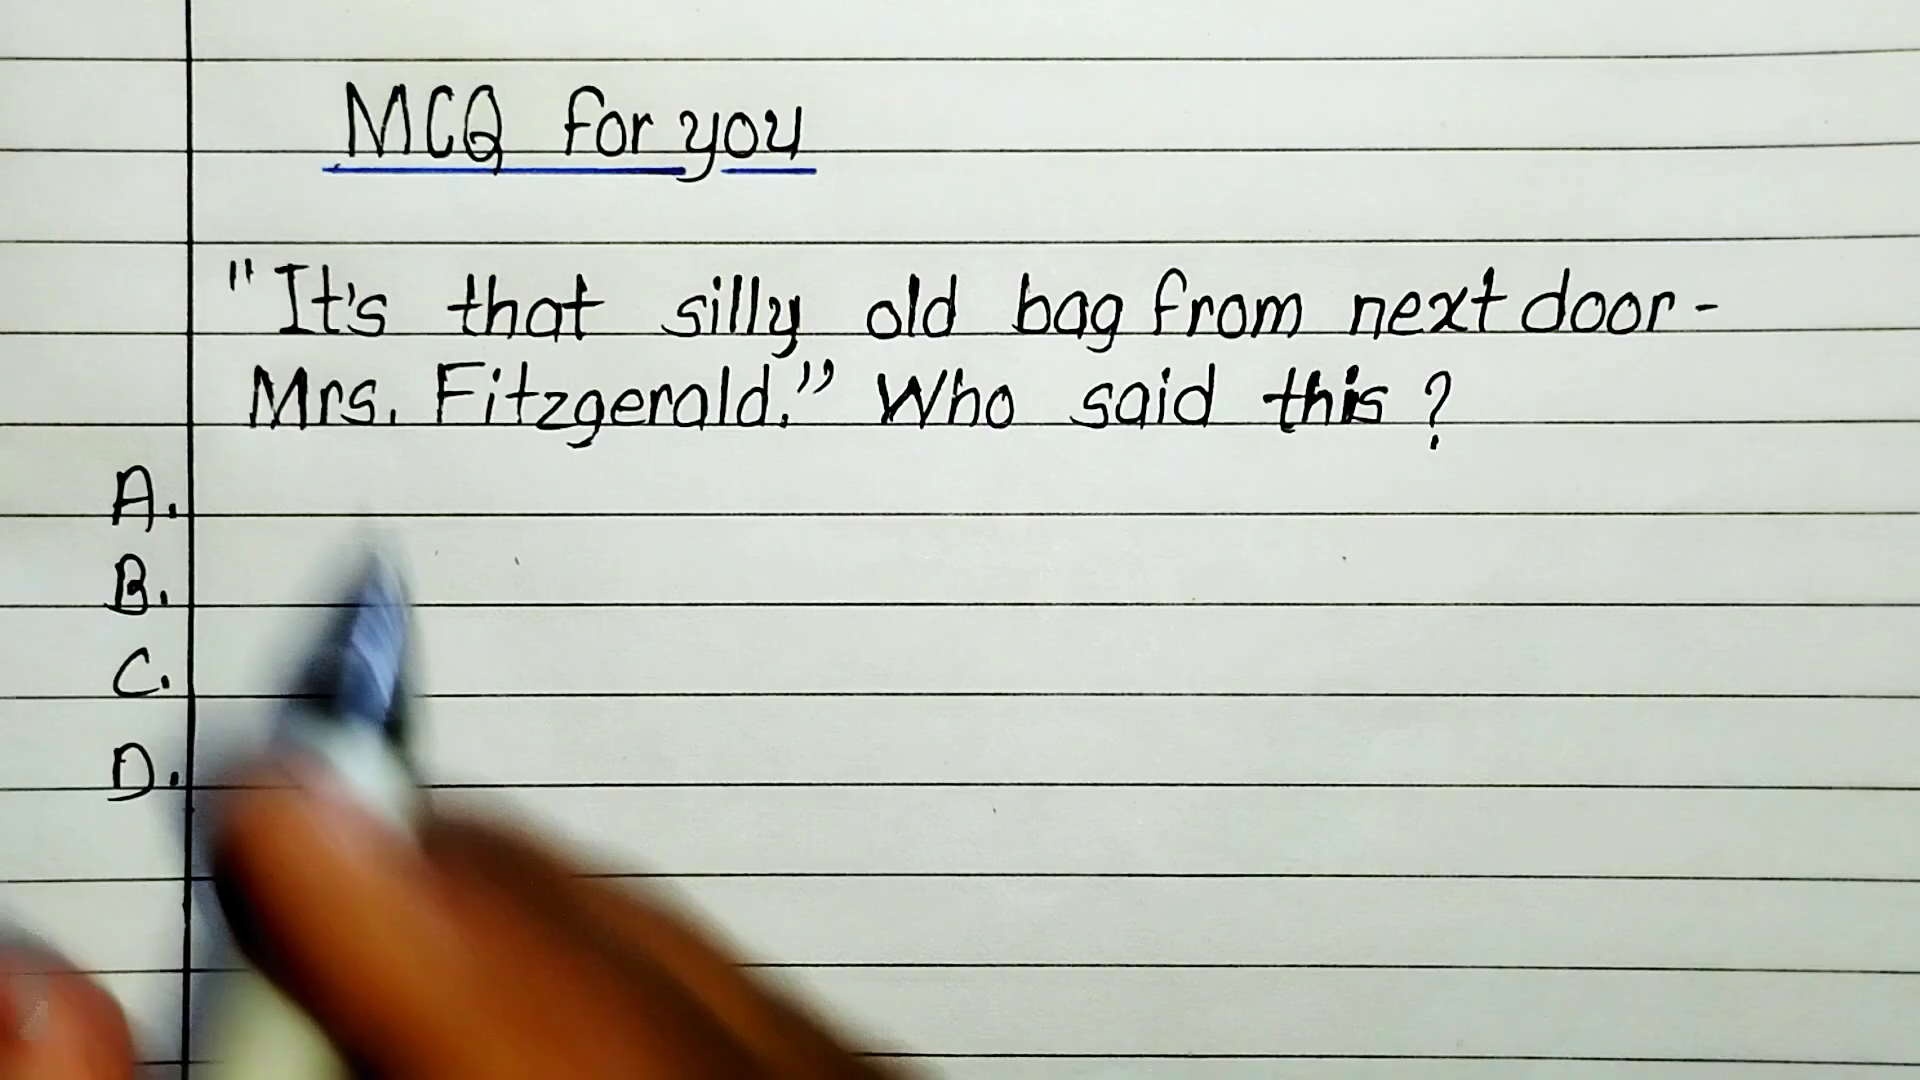 MCQ for you
"It's that silly old bag from next door -
Mrs. Fitzgerald." Who said this?
A.
B.
C.
D.